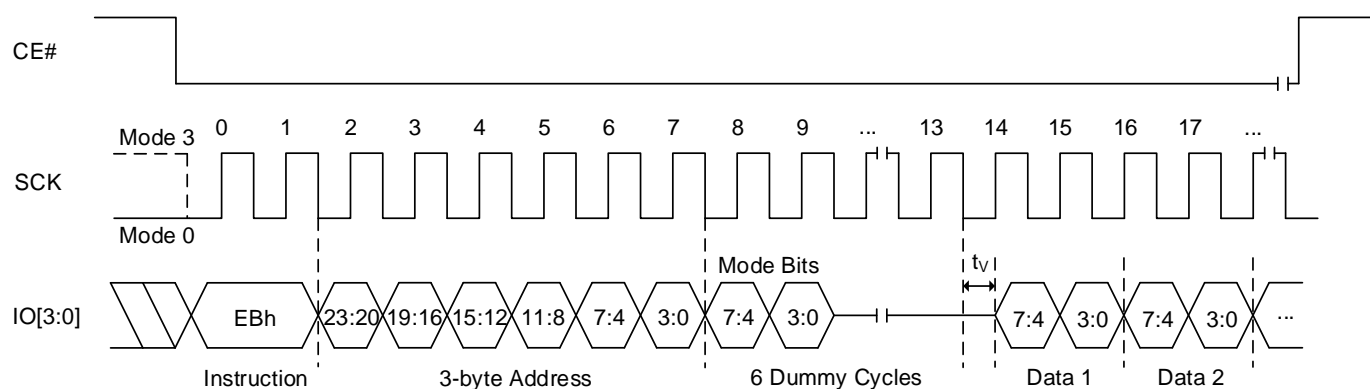 CE#
0 1 2 3 4 5 6 7 8 9 ... 13 14 15 16 17 ...
Mode 3
SCK
Mode 0
Mode Bits tV
IO[3:0] EBh 23:20 19:16 15:12 11:8 7:4 3:0 7:4 3:0 7:4 3:0 7:4 3:0 ...
Instruction 3-byte Address 6 Dummy Cycles Data 1 Data 2